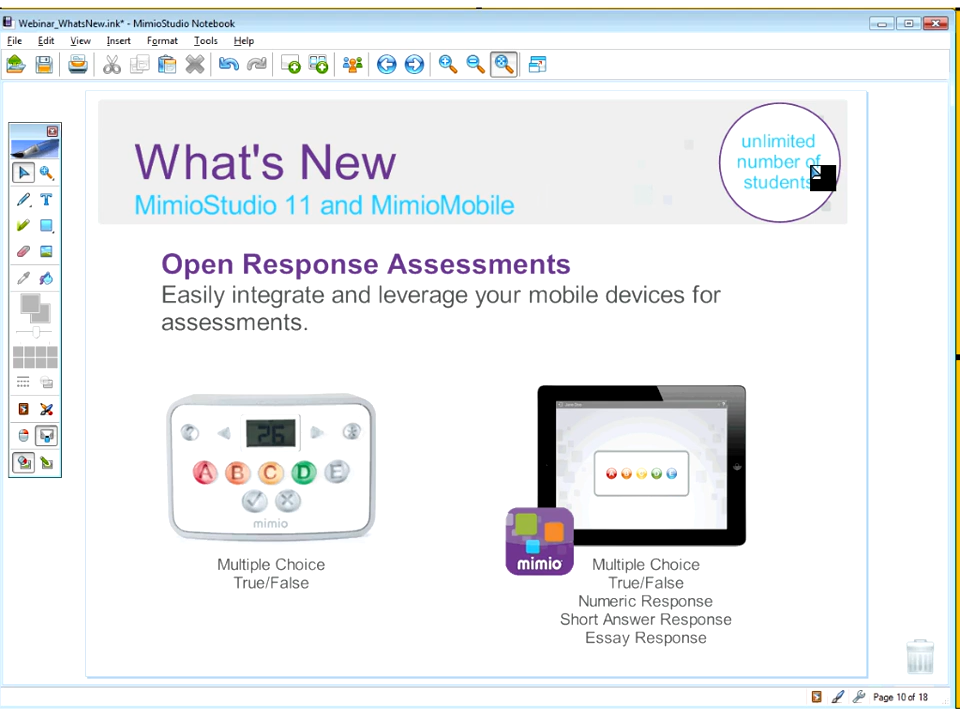 Webinar_WhatsNew.ink* - MimioStudio Notebook
File Edit View Insert Format Tools Help
What's New
MimioStudio 11 and MimioMobile
unlimited
number of
students
Open Response Assessments
Easily integrate and leverage your mobile devices for
assessments.
26
A B C D E
mimio
Multiple Choice
True/False
A B C D E
mimio
Multiple Choice
True/False
Numeric Response
Short Answer Response
Essay Response
Page 10 of 18